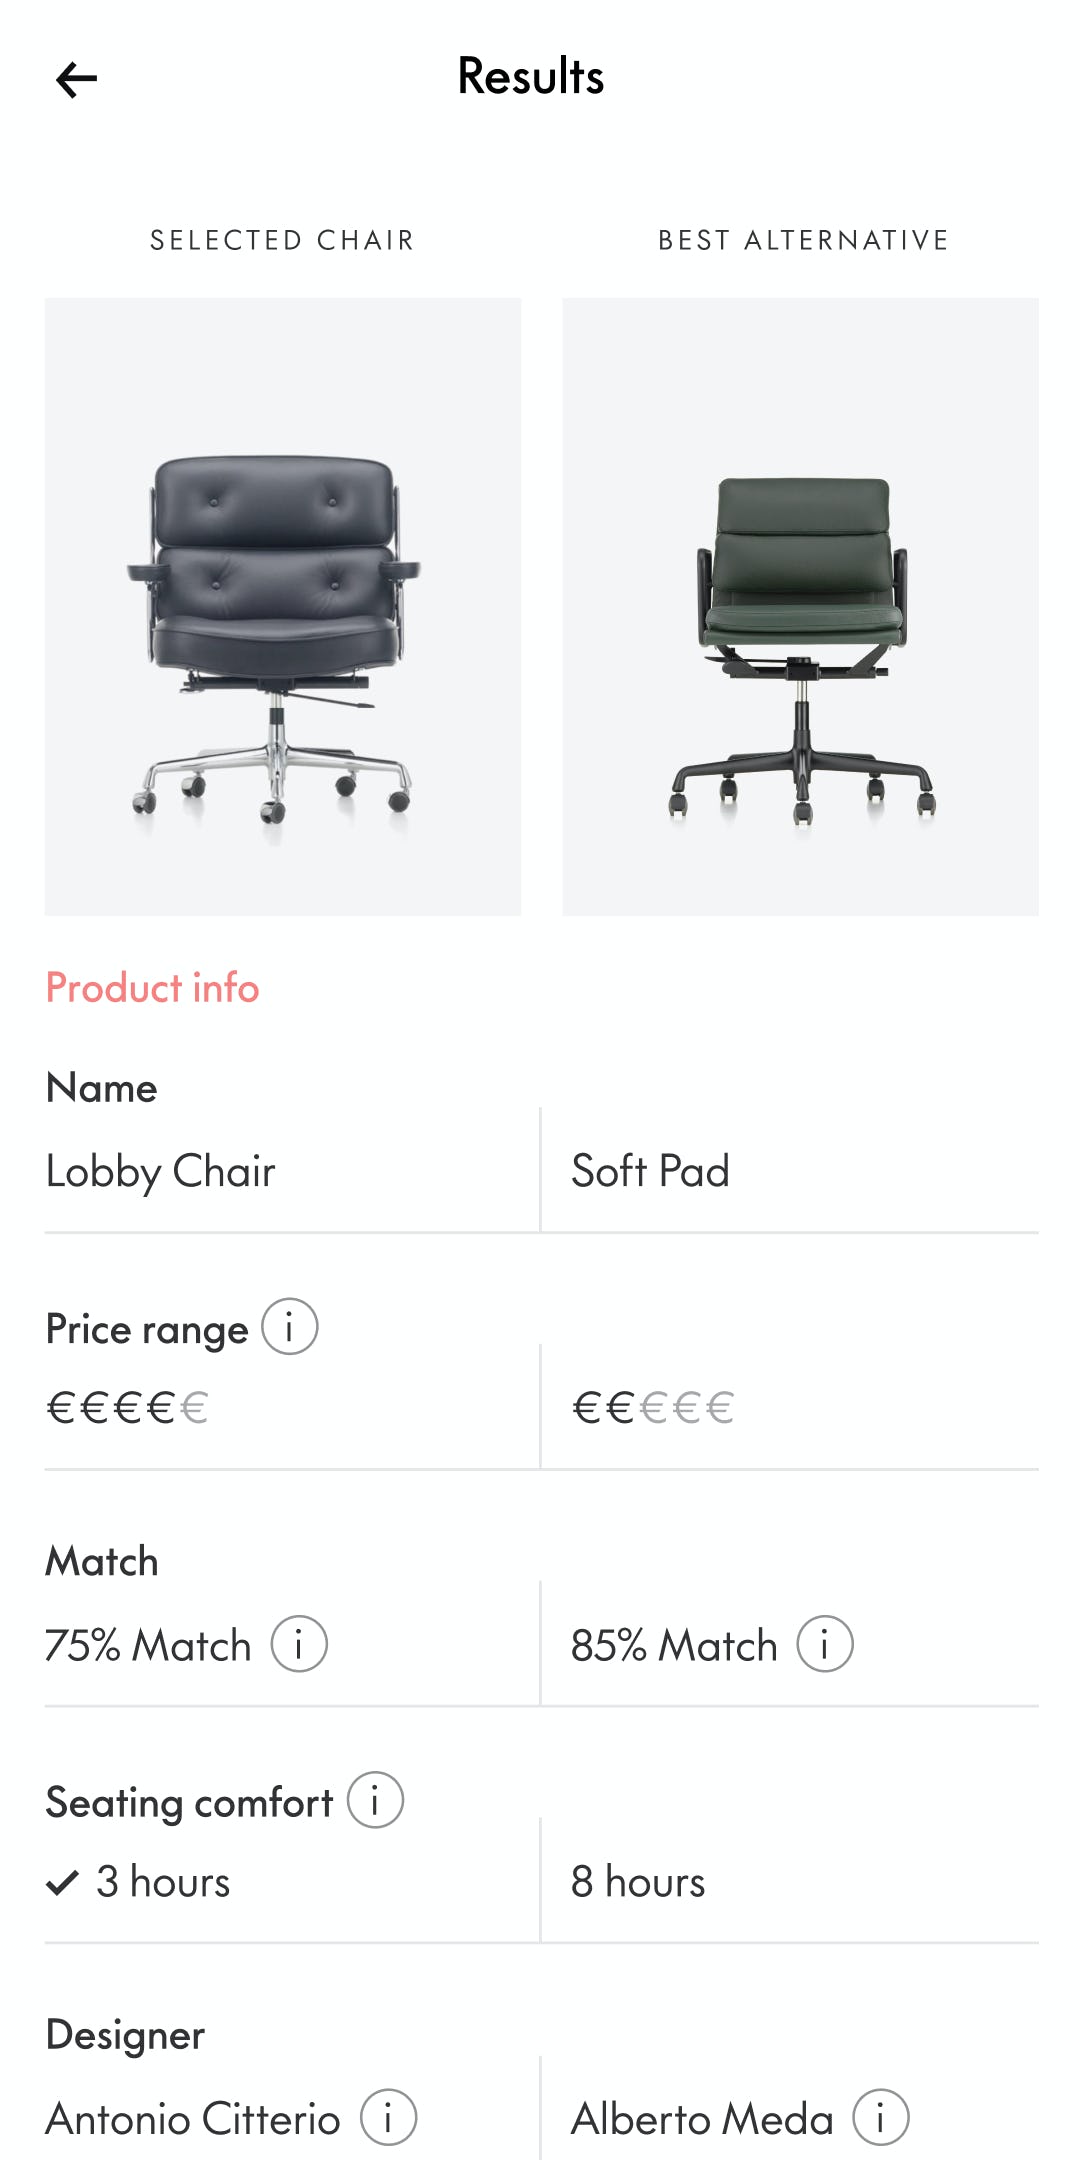 Results
SELECTED CHAIR
BEST ALTERNATIVE
Product info
Name
Lobby Chair
Soft Pad
Price range i
€€€€€
€€€€€
Match
75% Match i
85% Match i
Seating comfort i
✓ 3 hours
8 hours
Designer
Antonio Citterio i
Alberto Meda i